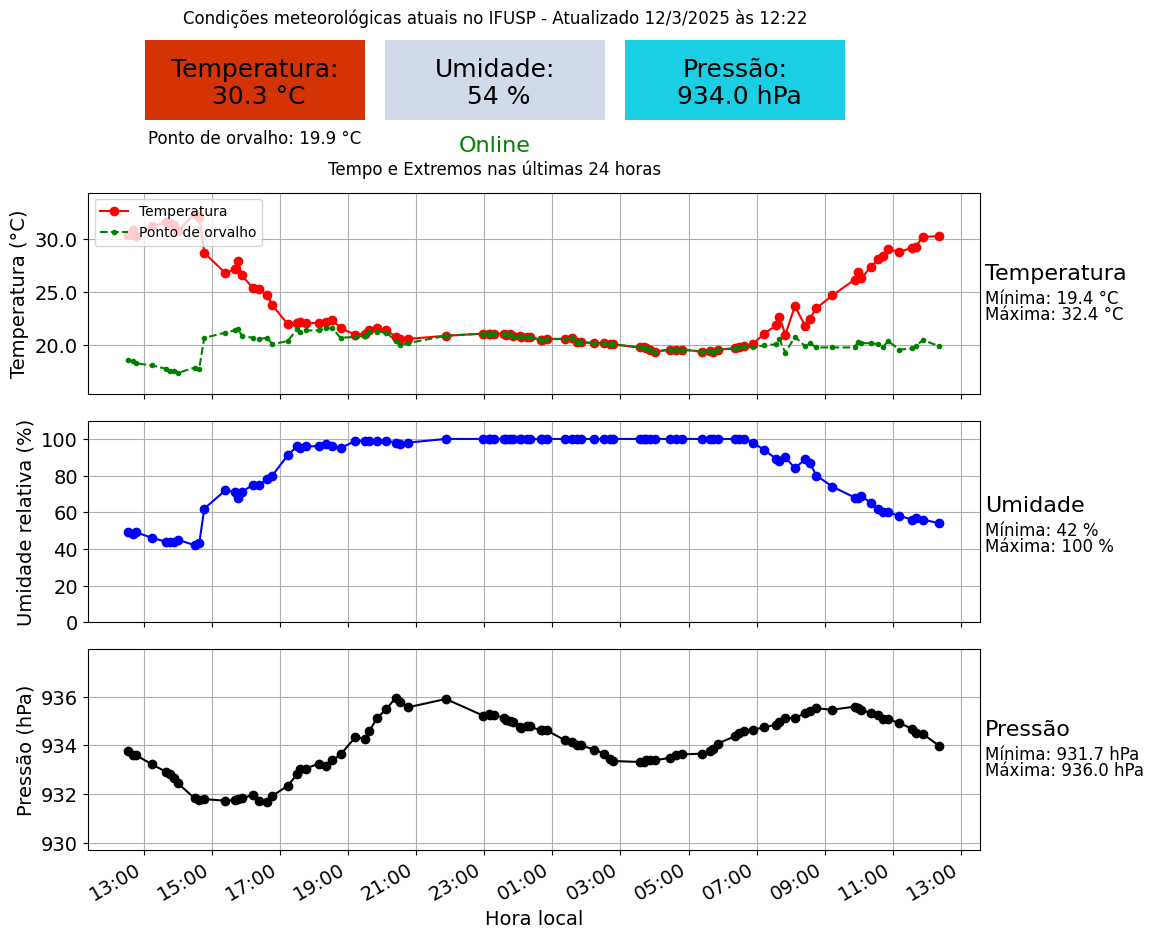 Condições meteorológicas atuais no IFUSP - Atualizado 12/3/2025 às 12:22
Temperatura:
30.3 °C
Umidade:
54 %
Pressão:
934.0 hPa
Ponto de orvalho: 19.9 °C
Online
Tempo e Extremos nas últimas 24 horas
Temperatura (°C)
30.0
25.0
20.0
Temperatura
Ponto de orvalho
Temperatura
Mínima: 19.4 °C
Máxima: 32.4 °C
Umidade relativa (%)
100
80
60
40
20
0
Umidade
Mínima: 42 %
Máxima: 100 %
Pressão (hPa)
936
934
932
930
Pressão
Mínima: 931.7 hPa
Máxima: 936.0 hPa
13:00
15:00
17:00
19:00
21:00
23:00
01:00
03:00
05:00
07:00
09:00
11:00
13:00
Hora local